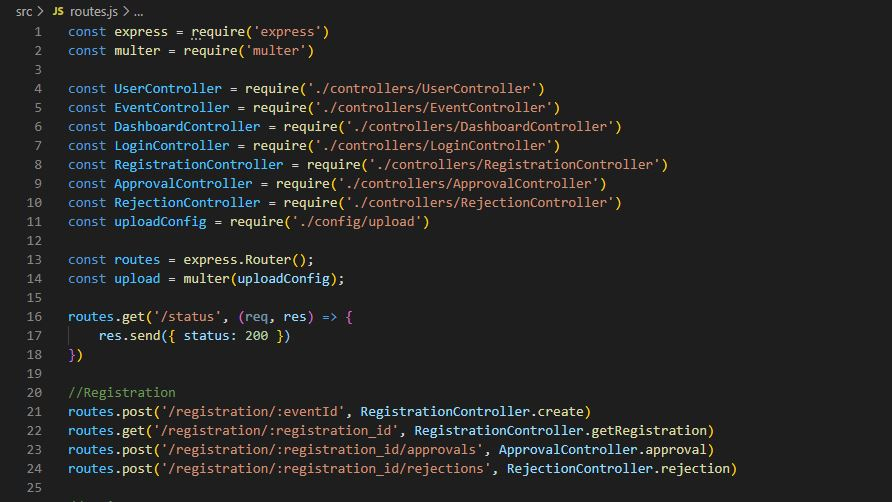 src > JS routes.js > ...
1 const express = require('express')
2 const multer = require('multer')
3
4 const UserController = require('./controllers/UserController')
5 const EventController = require('./controllers/EventController')
6 const DashboardController = require('./controllers/DashboardController')
7 const LoginController = require('./controllers/LoginController')
8 const RegistrationController = require('./controllers/RegistrationController')
9 const ApprovalController = require('./controllers/ApprovalController')
10 const RejectionController = require('./controllers/RejectionController')
11 const uploadConfig = require('./config/upload')
12
13 const routes = express.Router();
14 const upload = multer(uploadConfig);
15
16 routes.get('/status', (req, res) => {
17     res.send({ status: 200 })
18 })
19
20 //Registration
21 routes.post('/registration/:eventId', RegistrationController.create)
22 routes.get('/registration/:registration_id', RegistrationController.getRegistration)
23 routes.post('/registration/:registration_id/approvals', ApprovalController.approval)
24 routes.post('/registration/:registration_id/rejections', RejectionController.rejection)
25